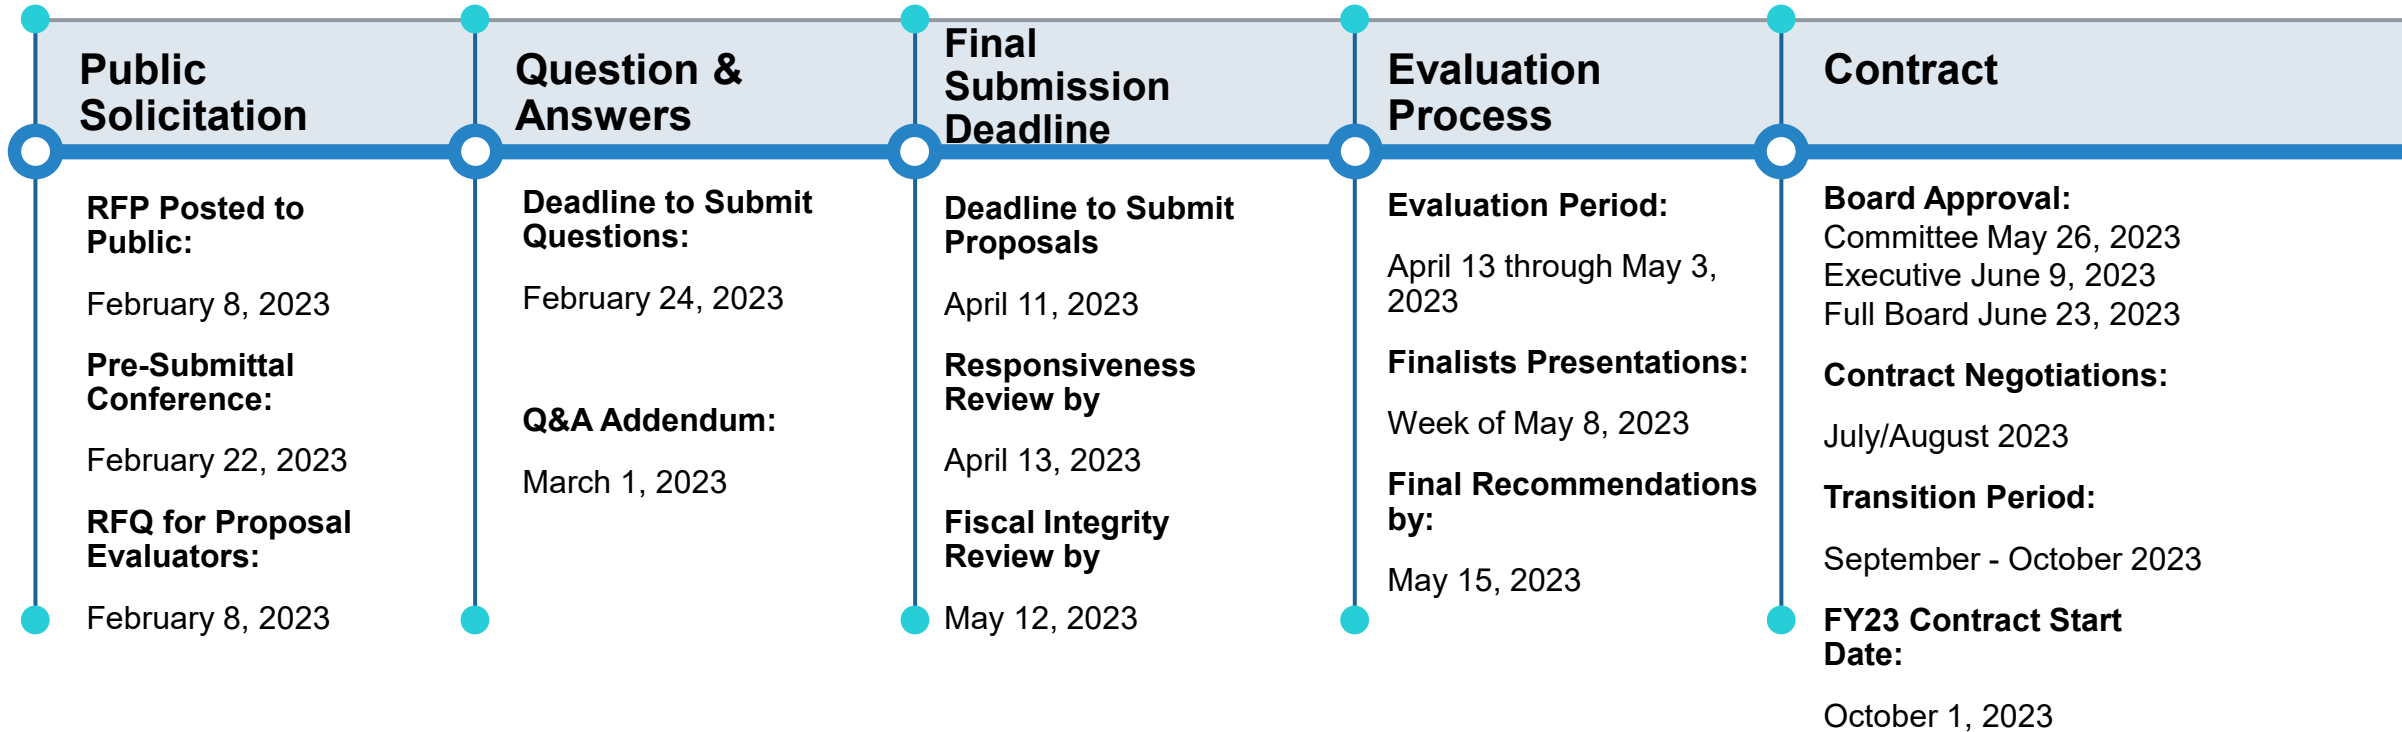 Public
Solicitation
RFP Posted to
Public:
February 8, 2023
Pre-Submittal
Conference:
February 22, 2023
RFQ for Proposal
Evaluators:
February 8, 2023
Question &
Answers
Deadline to Submit
Questions:
February 24, 2023
Q&A Addendum:
March 1, 2023
Final
Submission
Deadline
Deadline to Submit
Proposals
April 11, 2023
Responsiveness
Review by
April 13, 2023
Fiscal Integrity
Review by
May 12, 2023
Evaluation
Process
Evaluation Period:
April 13 through May 3,
2023
Finalists Presentations:
Week of May 8, 2023
Final Recommendations
by:
May 15, 2023
Contract
Board Approval:
Committee May 26, 2023
Executive June 9, 2023
Full Board June 23, 2023
Contract Negotiations:
July/August 2023
Transition Period:
September - October 2023
FY23 Contract Start
Date:
October 1, 2023